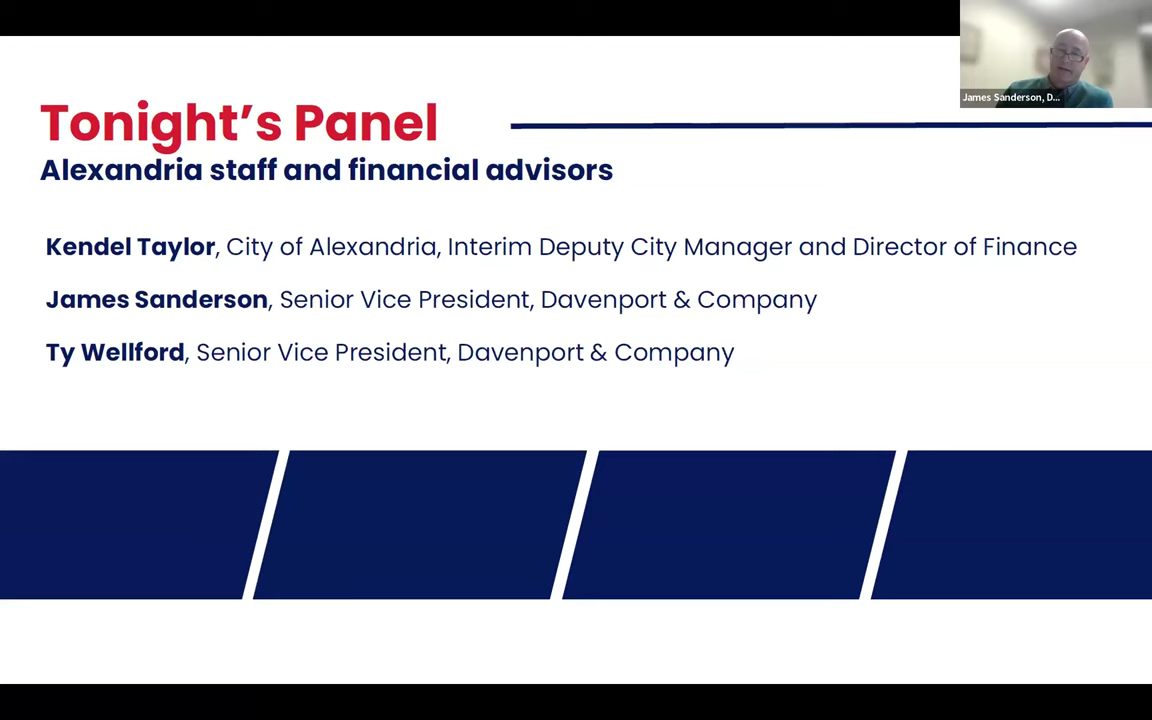 James Sanderson, D...
Tonight’s Panel
Alexandria staff and financial advisors
Kendel Taylor, City of Alexandria, Interim Deputy City Manager and Director of Finance
James Sanderson, Senior Vice President, Davenport & Company
Ty Wellford, Senior Vice President, Davenport & Company